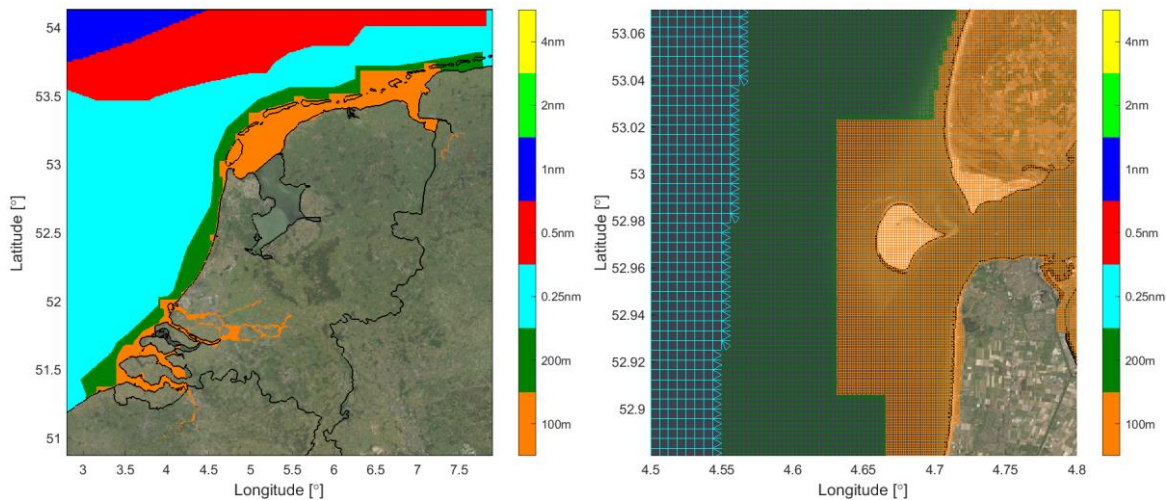 54
53.5
53
52.5
52
51.5
51
3 3.5 4 4.5 5 5.5 6 6.5 7 7.5
Latitude [°]
Longitude [°]
4nm
2nm
1nm
0.5nm
0.25nm
200m
100m
53.06
53.04
53.02
53
52.98
52.96
52.94
52.92
52.9
4.5 4.55 4.6 4.65 4.7 4.75 4.8
Latitude [°]
Longitude [°]
4nm
2nm
1nm
0.5nm
0.25nm
200m
100m